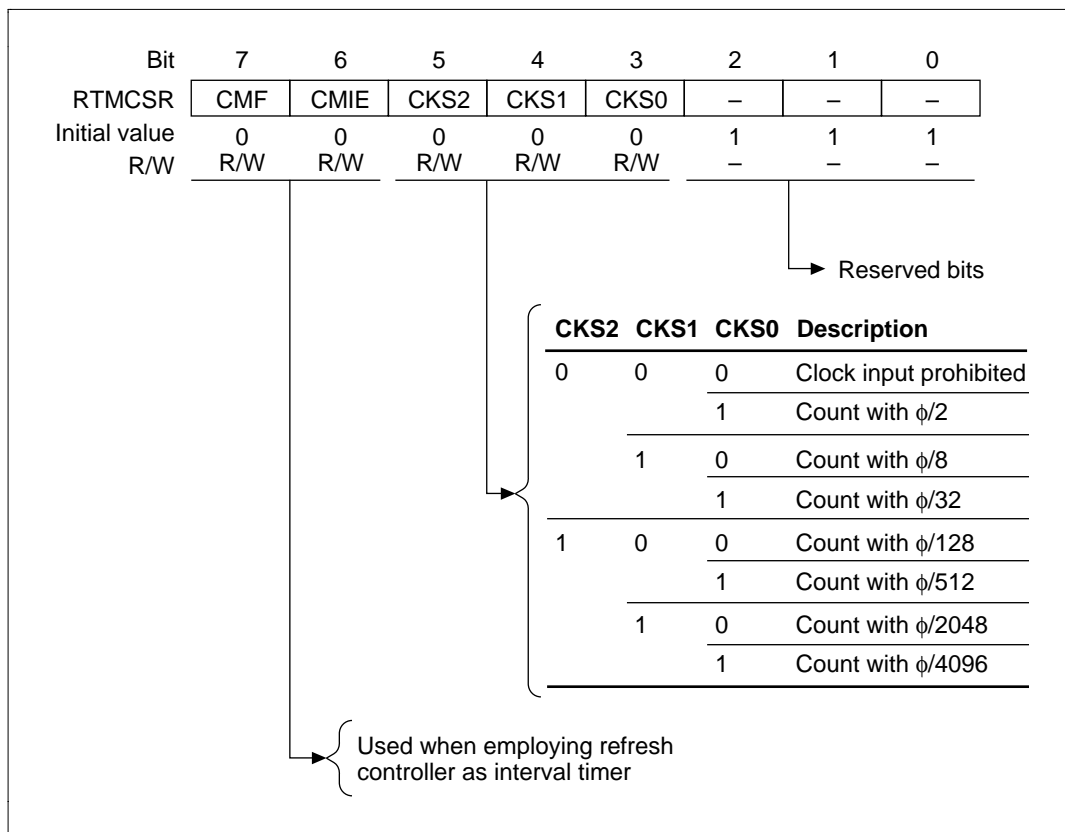 Bit 7 6 5 4 3 2 1 0
RTMCSR CMF CMIE CKS2 CKS1 CKS0 – – –
Initial value 0 0 0 0 0 1 1 1
R/W R/W R/W R/W R/W R/W – – –
Reserved bits
CKS2 CKS1 CKS0 Description
0 0 0 Clock input prohibited
1 Count with ϕ/2
1 0 Count with ϕ/8
1 Count with ϕ/32
1 0 0 Count with ϕ/128
1 Count with ϕ/512
1 0 Count with ϕ/2048
1 Count with ϕ/4096
Used when employing refresh
controller as interval timer